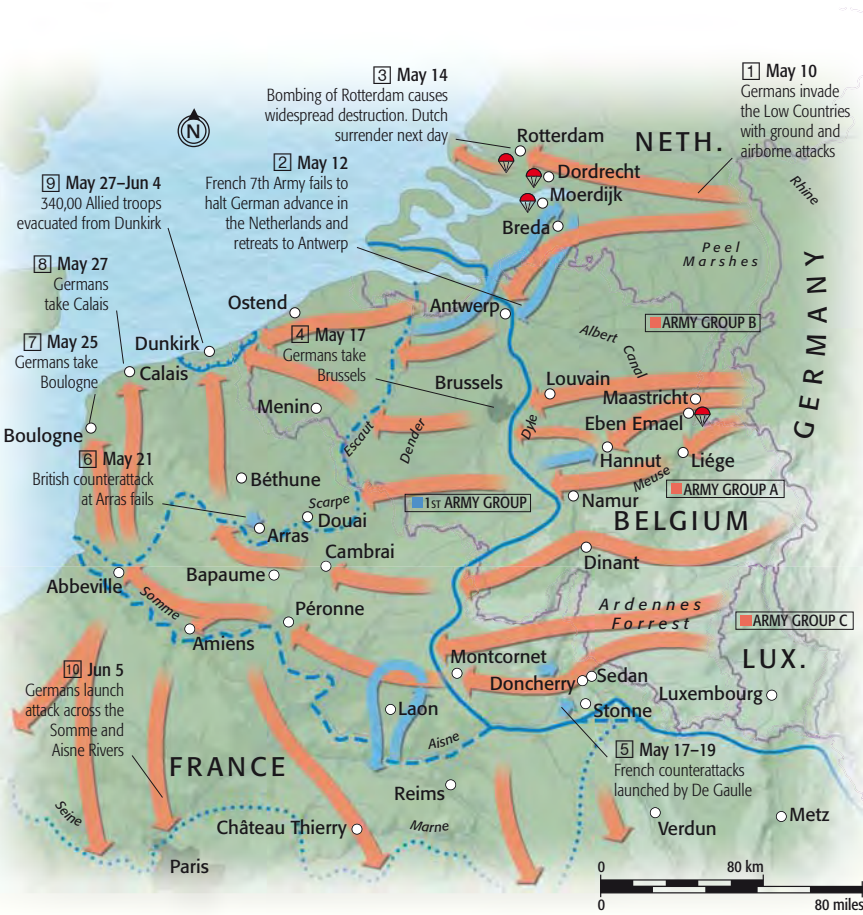 3 May 14
Bombing of Rotterdam causes
widespread destruction. Dutch
surrender next day
1 May 10
Germans invade
the Low Countries
with ground and
airborne attacks
2 May 12
French 7th Army fails to
halt German advance in
the Netherlands and
retreats to Antwerp
9 May 27–Jun 4
340,00 Allied troops
evacuated from Dunkirk
8 May 27
Germans
take Calais
7 May 25
Germans take
Boulogne
4 May 17
Germans take
Brussels
6 May 21
British counterattack
at Arras fails
10 Jun 5
Germans launch
attack across the
Somme and
Aisne Rivers
5 May 17–19
French counterattacks
launched by De Gaulle
N
Rotterdam
NETH.
Dordrecht
Moerdijk
Rhine
Breda
Peel
Marshes
GERMANY
Ostend
Antwerp
ARMY GROUP B
Albert Canal
Dunkirk
Calais
Brussels
Louvain
Maastricht
Menin
Eben Emael
Boulogne
Escaut
Dender
Dyle
Hannut
Liége
Béthune
Meuse
ARMY GROUP A
Scarpe
1ST ARMY GROUP
Namur
Douai
BELGIUM
Arras
Cambrai
Dinant
Bapaume
Abbeville
Somme
Péronne
Ardennes
Forrest
ARMY GROUP C
Amiens
LUX.
Montcornet
Sedan
Doncherry
Luxembourg
Laon
Stonne
Aisne
FRANCE
Reims
Seine
Château Thierry
Marne
Verdun
Metz
Paris
0 80 km
0 80 miles